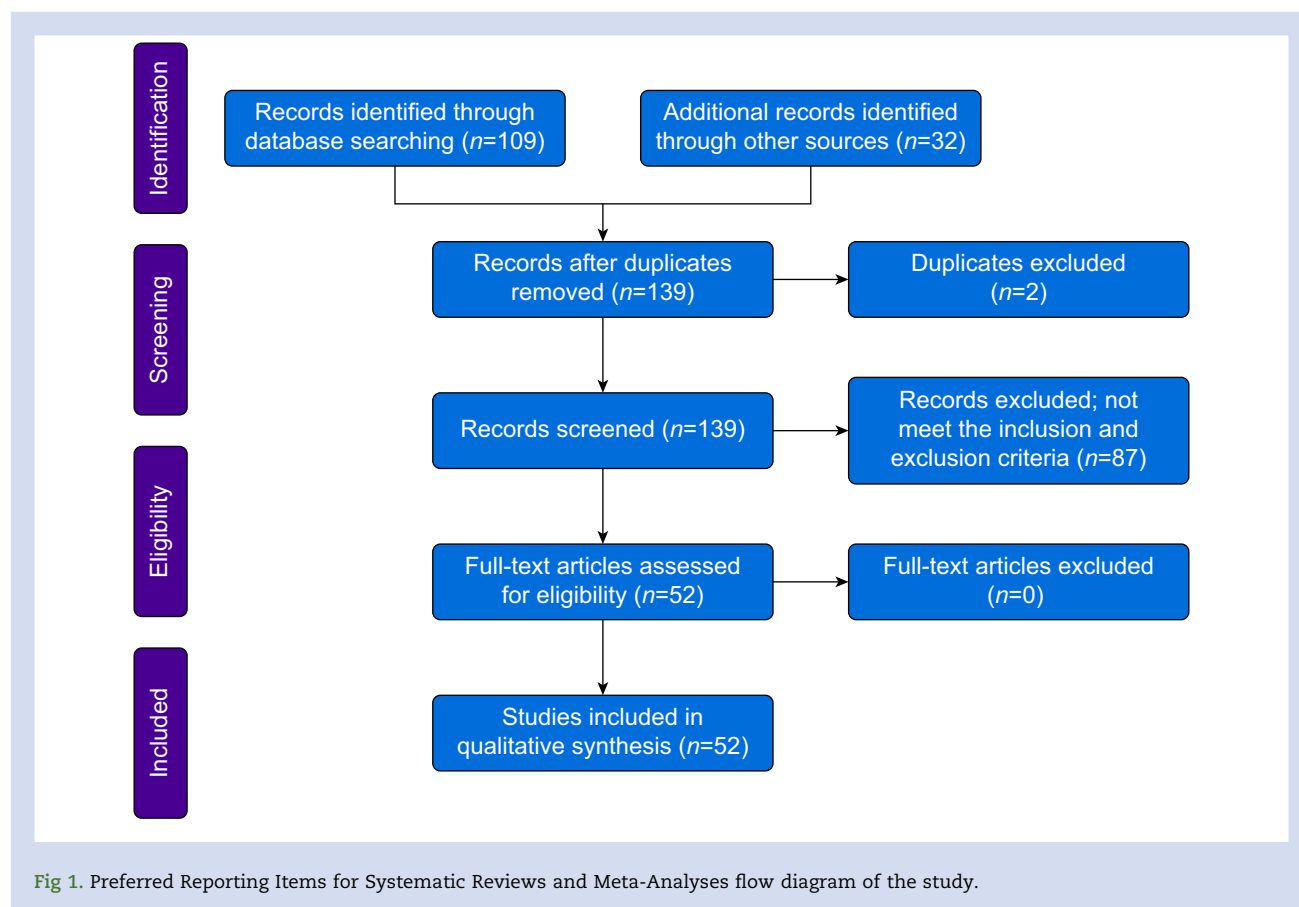 Identification
Records identified through
database searching (n=109)
Additional records identified
through other sources (n=32)
Screening
Records after duplicates
removed (n=139)
Duplicates excluded
(n=2)
Records screened (n=139)
Records excluded; not
meet the inclusion and
exclusion criteria (n=87)
Eligibility
Full-text articles assessed
for eligibility (n=52)
Full-text articles excluded
(n=0)
Included
Studies included in
qualitative synthesis (n=52)
Fig 1. Preferred Reporting Items for Systematic Reviews and Meta-Analyses flow diagram of the study.